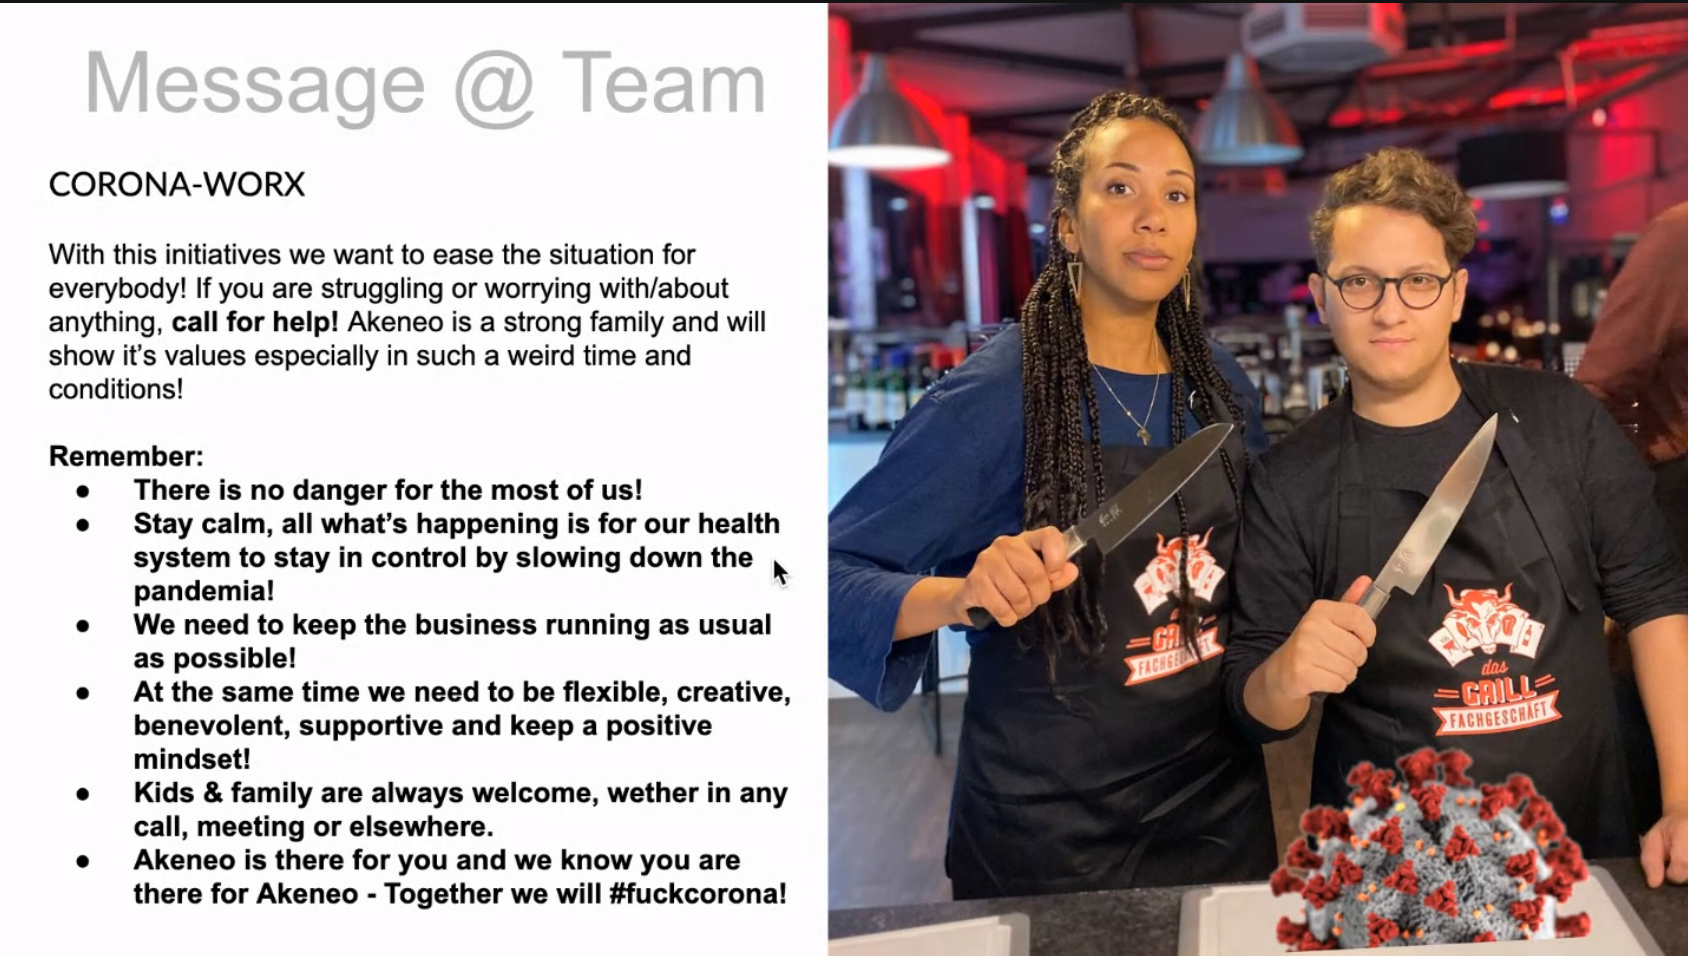 Message @ Team
CORONA-WORX
With this initiatives we want to ease the situation for
everybody! If you are struggling or worrying with/about
anything, call for help! Akeneo is a strong family and will
show it’s values especially in such a weird time and
conditions!
Remember:
● There is no danger for the most of us!
● Stay calm, all what’s happening is for our health
system to stay in control by slowing down the
pandemia!
● We need to keep the business running as usual
as possible!
● At the same time we need to be flexible, creative,
benevolent, supportive and keep a positive
mindset!
● Kids & family are always welcome, wether in any
call, meeting or elsewhere.
● Akeneo is there for you and we know you are
there for Akeneo - Together we will #fuckcorona!
das
GRILL
FACHGESCHÄFT